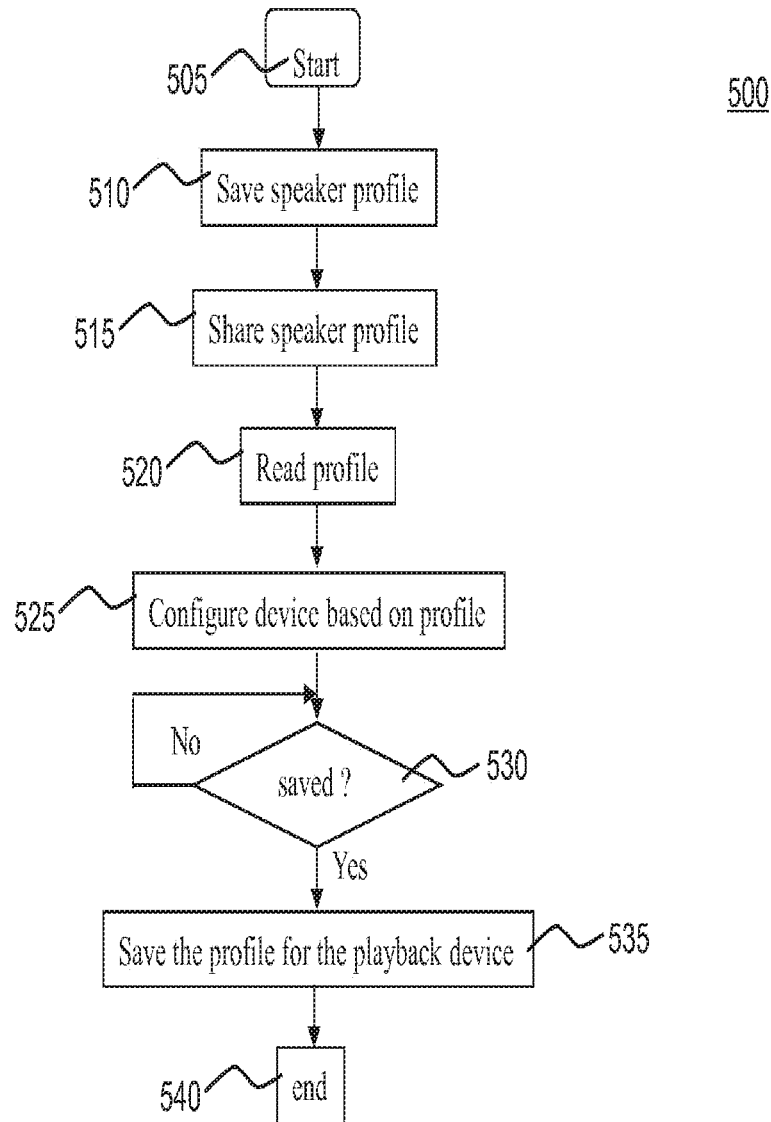 Start
505
500
Save speaker profile
510
Share speaker profile
515
Read profile
520
Configure device based on profile
525
No
saved ?
530
Yes
Save the profile for the playback device
535
end
540